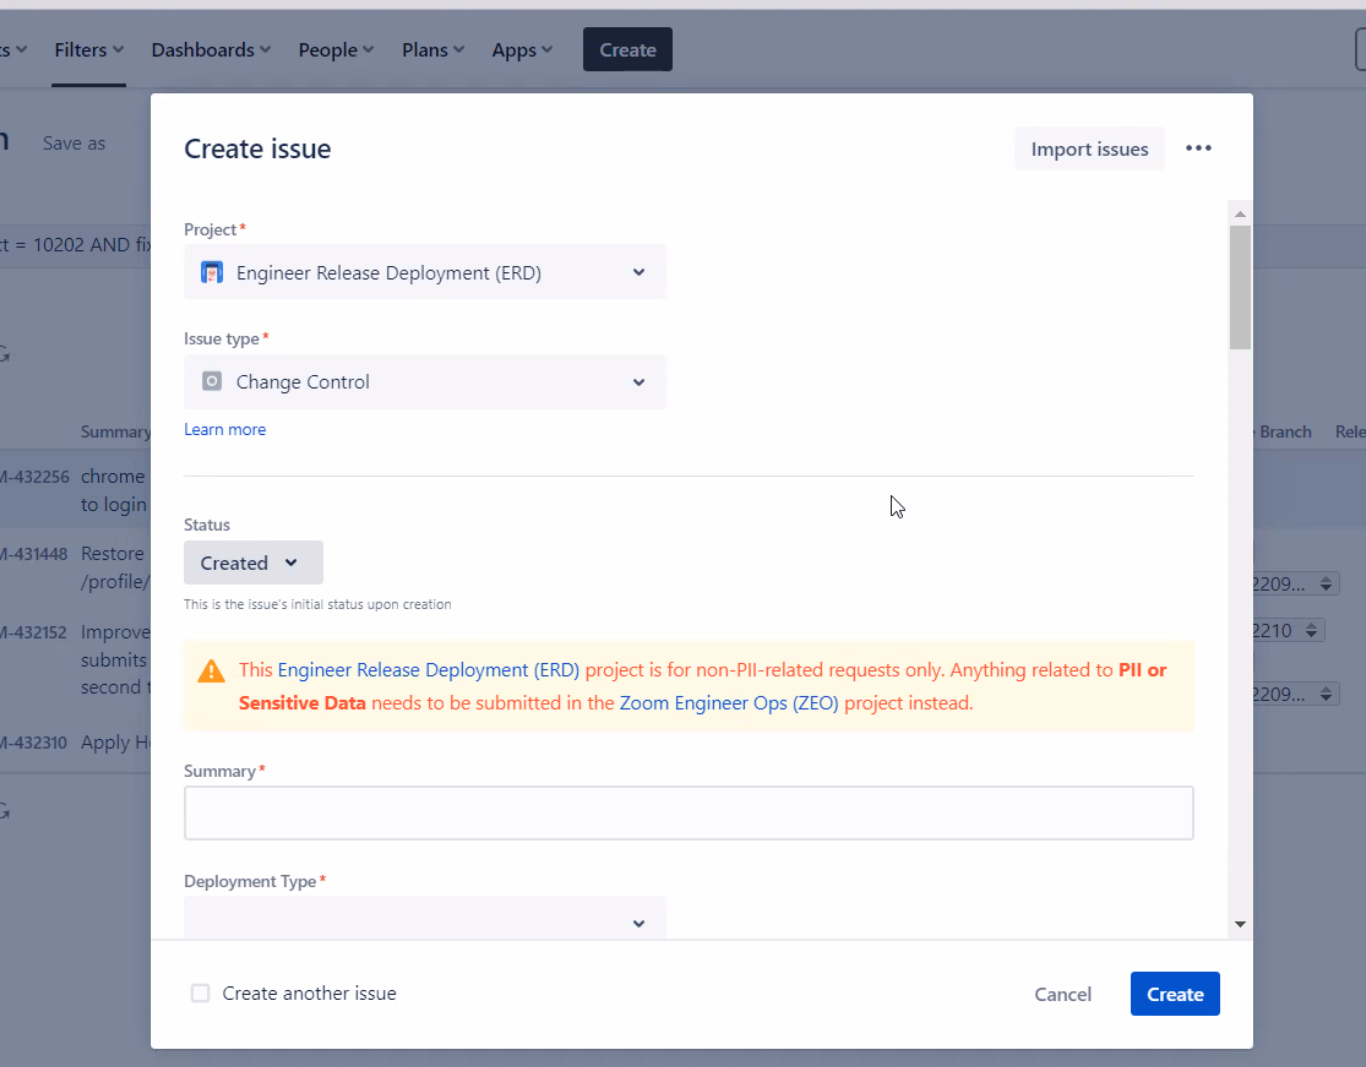 ts Filters Dashboards People Plans Apps Create
n Save as
Create issue Import issues
Project*
ct = 10202 AND fix
Engineer Release Deployment (ERD)
Issue type*
Change Control
Learn more
Summary
Branch Rele
M-432256 chrome
to login
Status
M-431448 Restore
Created
/profile/
2209...
This is the issue's initial status upon creation
M-432152 Improve
2210
submits
second t
This Engineer Release Deployment (ERD) project is for non-PII-related requests only. Anything related to PII or
Sensitive Data needs to be submitted in the Zoom Engineer Ops (ZEO) project instead.
2209...
M-432310 Apply H
Summary*
Deployment Type*
Create another issue Cancel Create